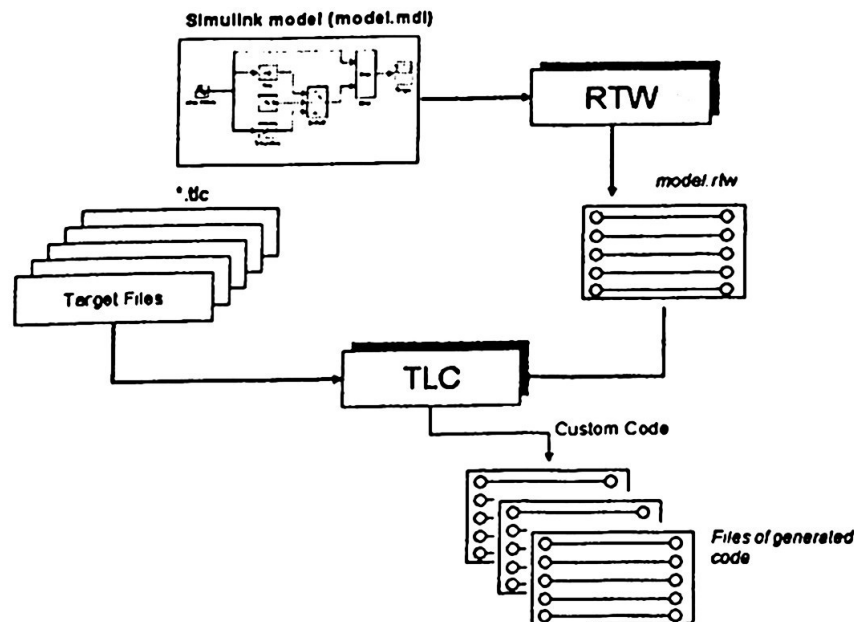 Simulink model (model.mdl)
RTW
model.rtw
*.tlc
Target Files
TLC
Custom Code
Files of generated
code